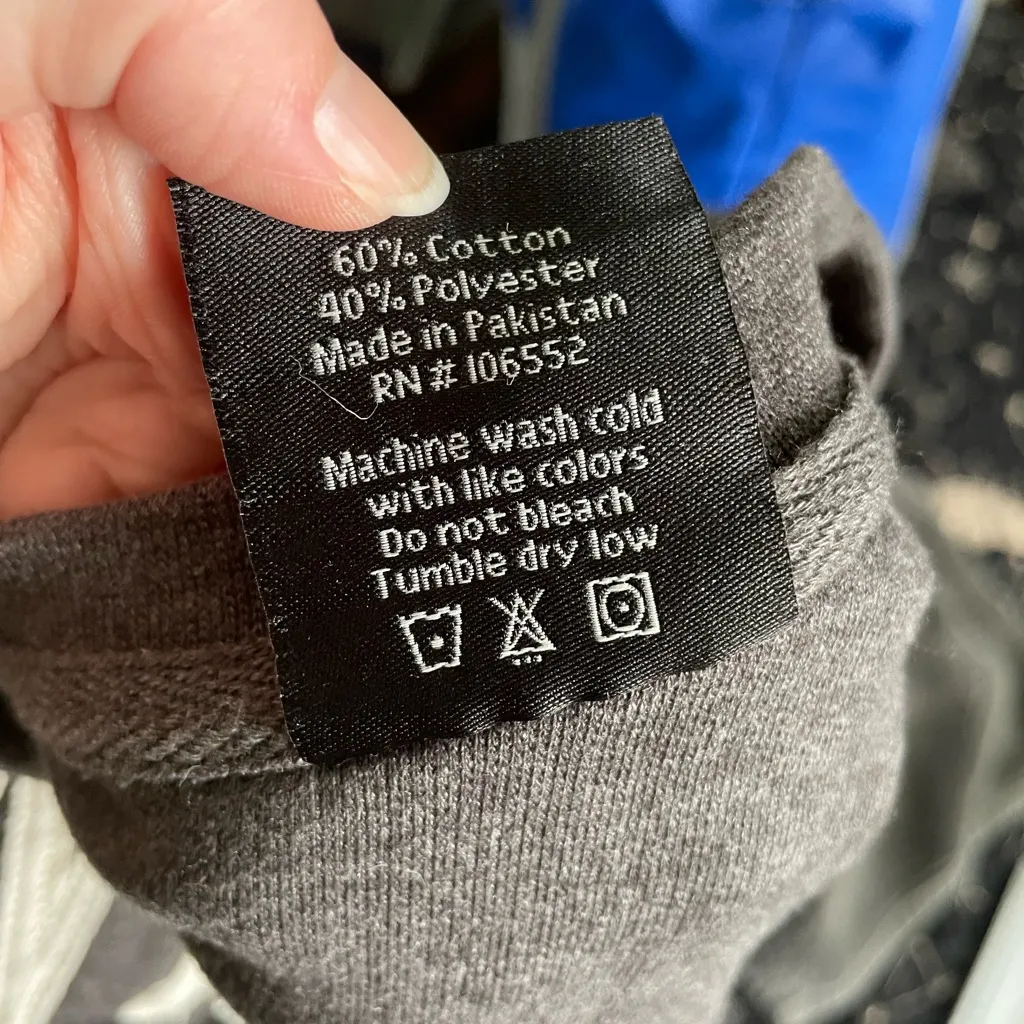 60% Cotton
40% Polyester
Made in Pakistan
RN # 106552
Machine wash cold
with like colors
Do not bleach
Tumble dry low